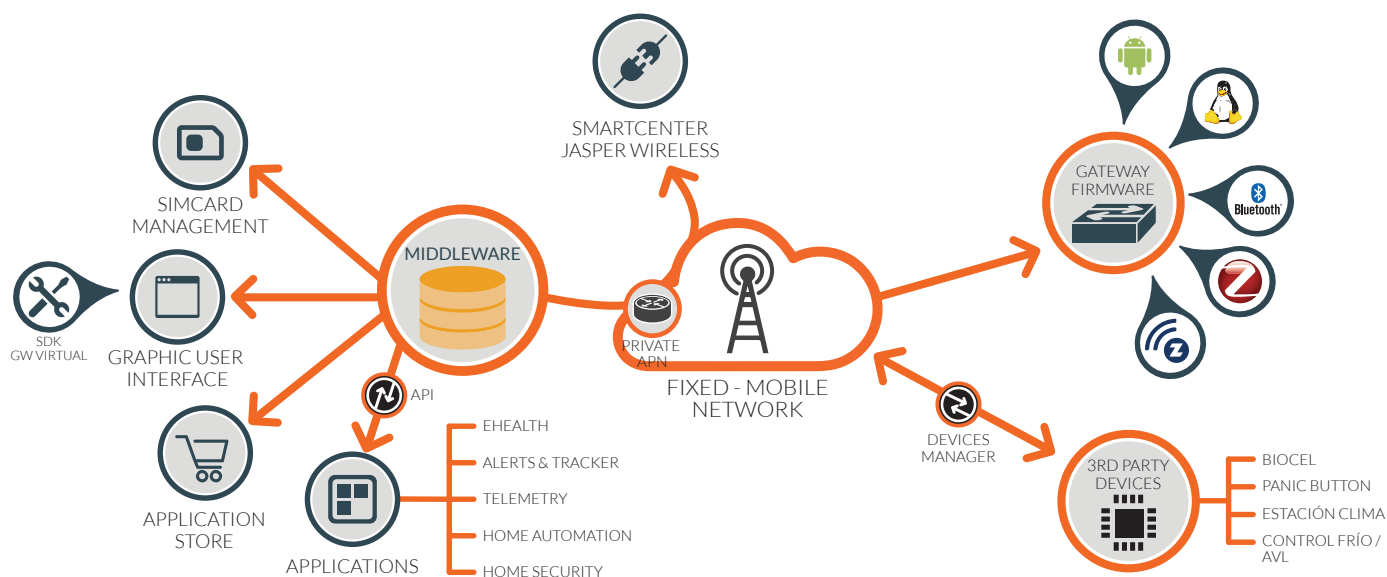 SMARTCENTER
JASPER WIRELESS
SIMCARD
MANAGEMENT
MIDDLEWARE
SDK
GW VIRTUAL
GRAPHIC USER
INTERFACE
API
APPLICATION
STORE
APPLICATIONS
EHEALTH
ALERTS & TRACKER
TELEMETRY
HOME AUTOMATION
HOME SECURITY
PRIVATE
APN
FIXED - MOBILE
NETWORK
GATEWAY
FIRMWARE
Bluetooth
Z
Z
DEVICES
MANAGER
3RD PARTY
DEVICES
BIOCEL
PANIC BUTTON
ESTACIÓN CLIMA
CONTROL FRÍO /
AVL